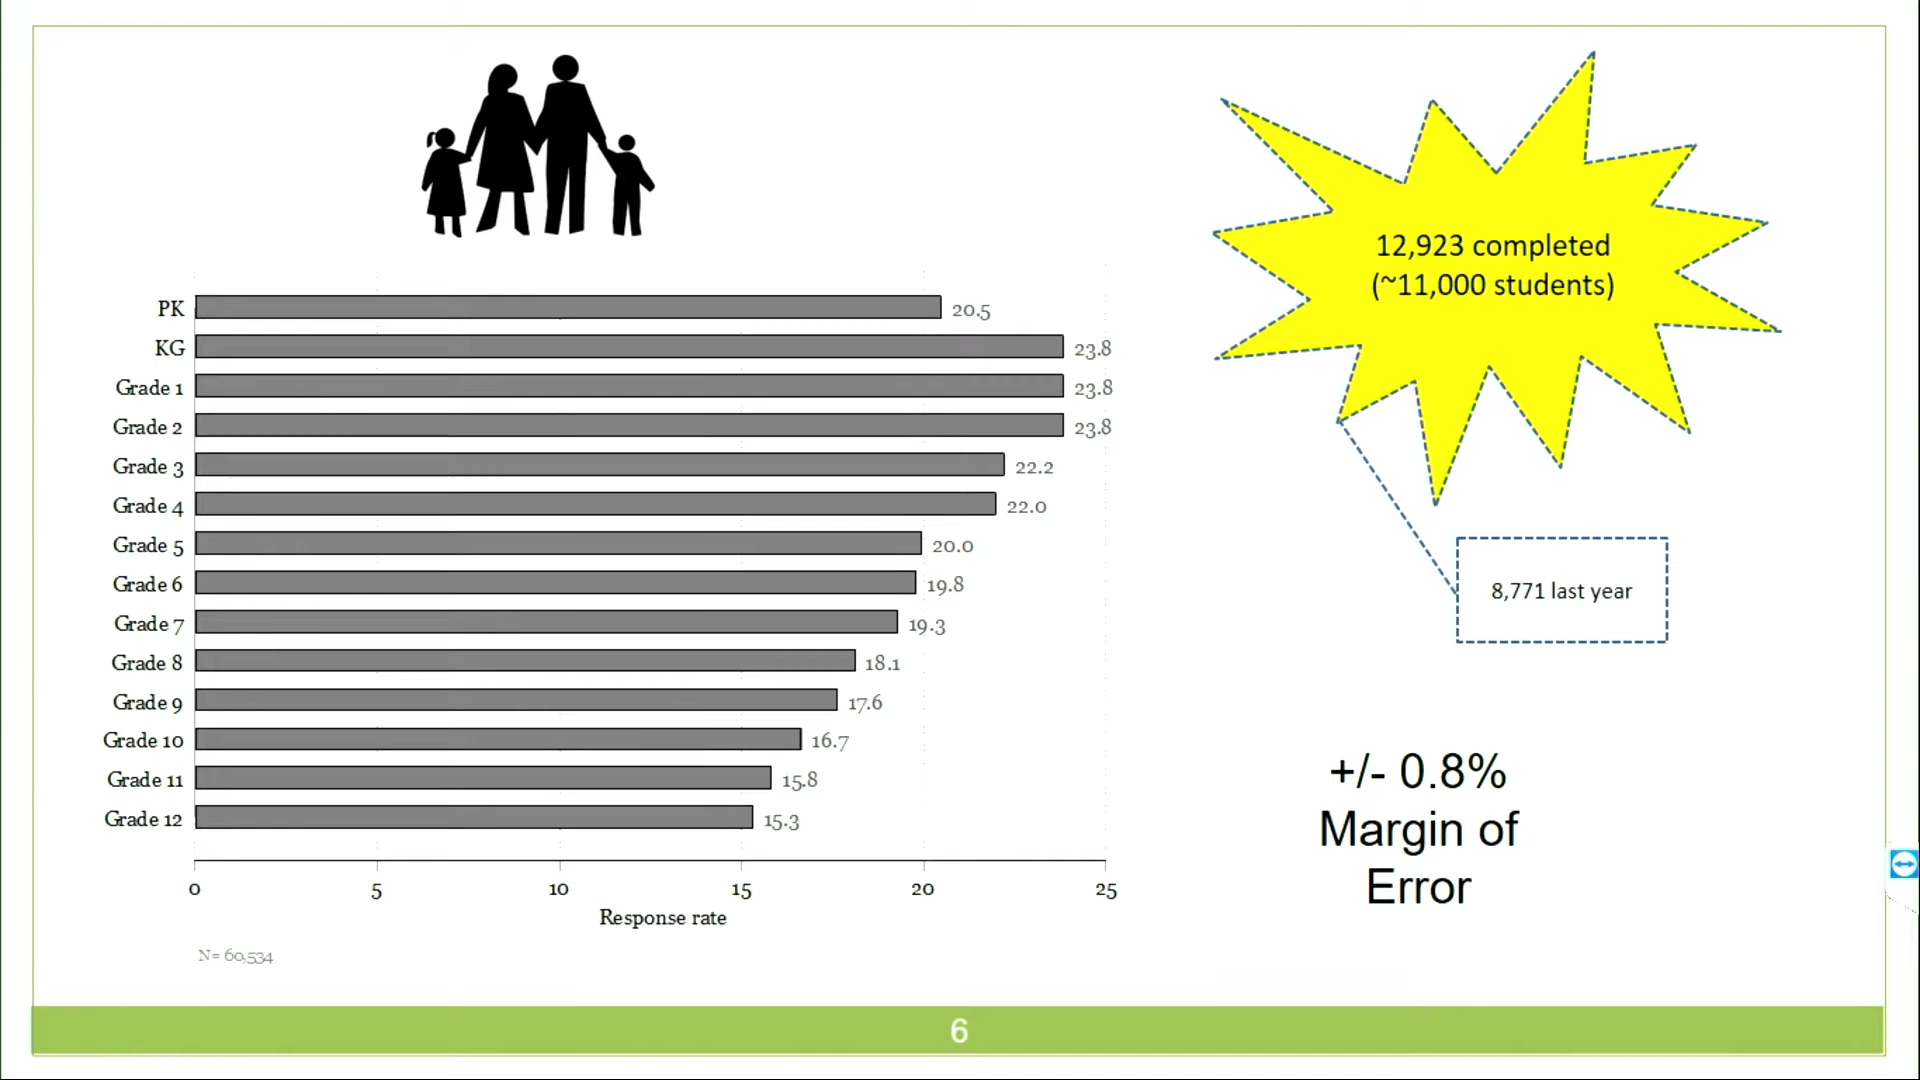 PK 20.5
KG 23.8
Grade 1 23.8
Grade 2 23.8
Grade 3 22.2
Grade 4 22.0
Grade 5 20.0
Grade 6 19.8
Grade 7 19.3
Grade 8 18.1
Grade 9 17.6
Grade 10 16.7
Grade 11 15.8
Grade 12 15.3
0 5 10 15 20 25
Response rate
N= 60,534
12,923 completed
(~11,000 students)
8,771 last year
+/- 0.8%
Margin of
Error
6